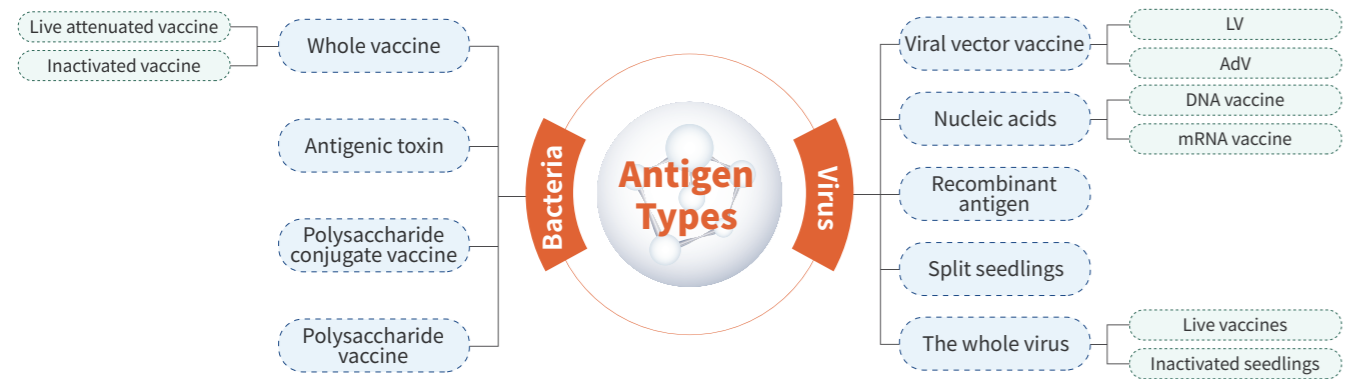 Live attenuated vaccine
Inactivated vaccine
Whole vaccine
Antigenic toxin
Polysaccharide
conjugate vaccine
Polysaccharide
vaccine
Bacteria
Antigen
Types
Virus
Viral vector vaccine
LV
AdV
Nucleic acids
DNA vaccine
mRNA vaccine
Recombinant
antigen
Split seedlings
The whole virus
Live vaccines
Inactivated seedlings